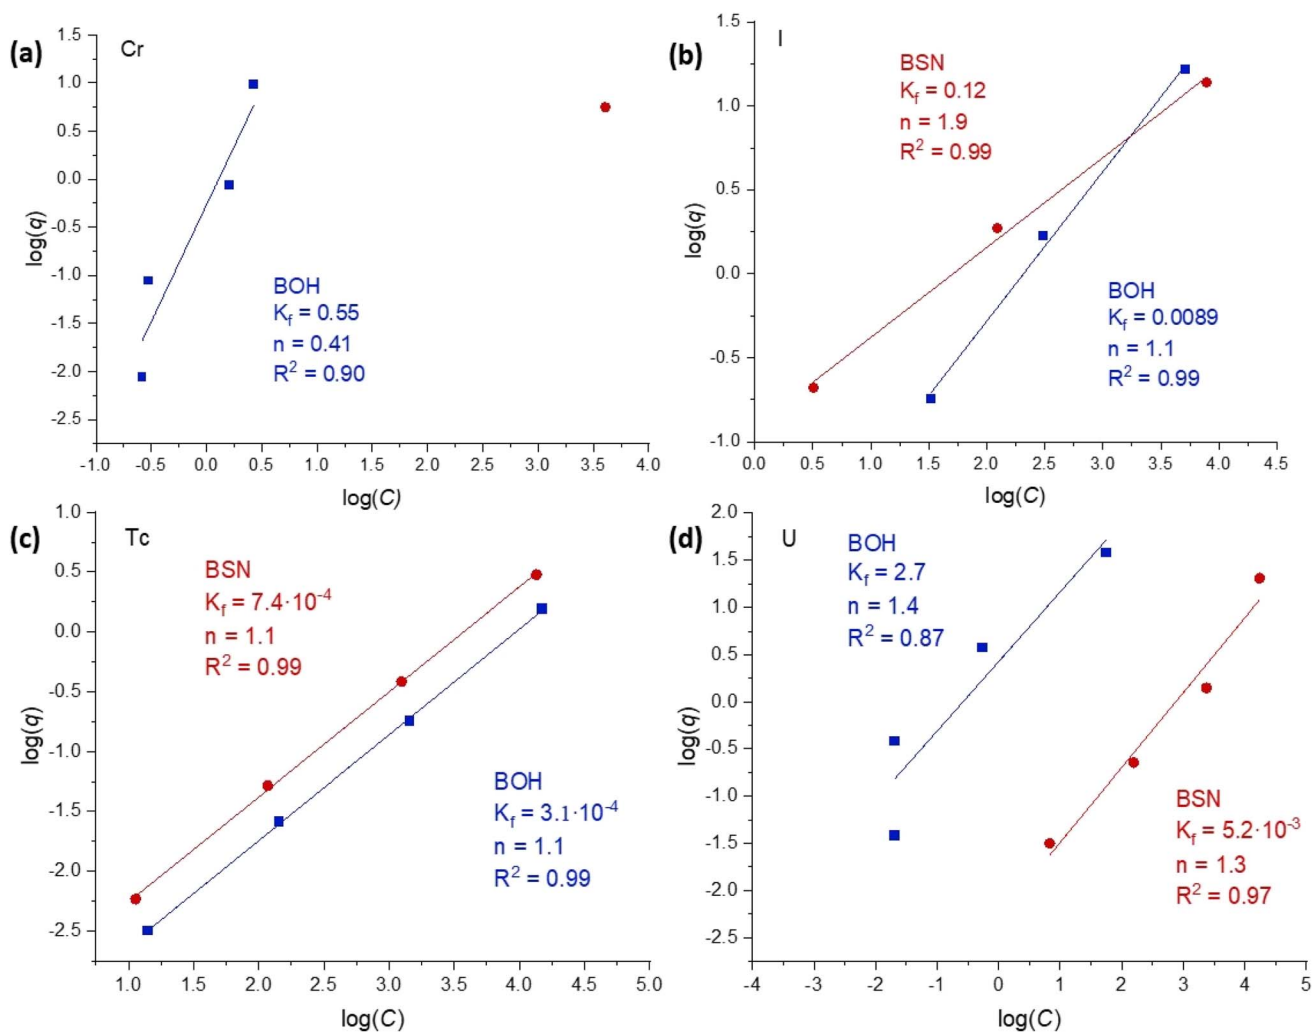 (a)
Cr
1.5
1.0
0.5
0.0
-0.5
-1.0
-1.5
-2.0
-2.5
log(q)
BOH
K_f = 0.55
n = 0.41
R² = 0.90
-1.0 -0.5 0.0 0.5 1.0 1.5 2.0 2.5 3.0 3.5 4.0
log(C)
(b)
I
1.5
1.0
0.5
0.0
-0.5
-1.0
log(q)
BSN
K_f = 0.12
n = 1.9
R² = 0.99
BOH
K_f = 0.0089
n = 1.1
R² = 0.99
0.0 0.5 1.0 1.5 2.0 2.5 3.0 3.5 4.0 4.5
log(C)
(c)
Tc
1.0
0.5
0.0
-0.5
-1.0
-1.5
-2.0
-2.5
log(q)
BSN
K_f = 7.4·10⁻⁴
n = 1.1
R² = 0.99
BOH
K_f = 3.1·10⁻⁴
n = 1.1
R² = 0.99
1.0 1.5 2.0 2.5 3.0 3.5 4.0 4.5 5.0
log(C)
(d)
U
2.0
1.5
1.0
0.5
0.0
-0.5
-1.0
-1.5
-2.0
-2.5
log(q)
BOH
K_f = 2.7
n = 1.4
R² = 0.87
BSN
K_f = 5.2·10⁻³
n = 1.3
R² = 0.97
-4 -3 -2 -1 0 1 2 3 4 5
log(C)